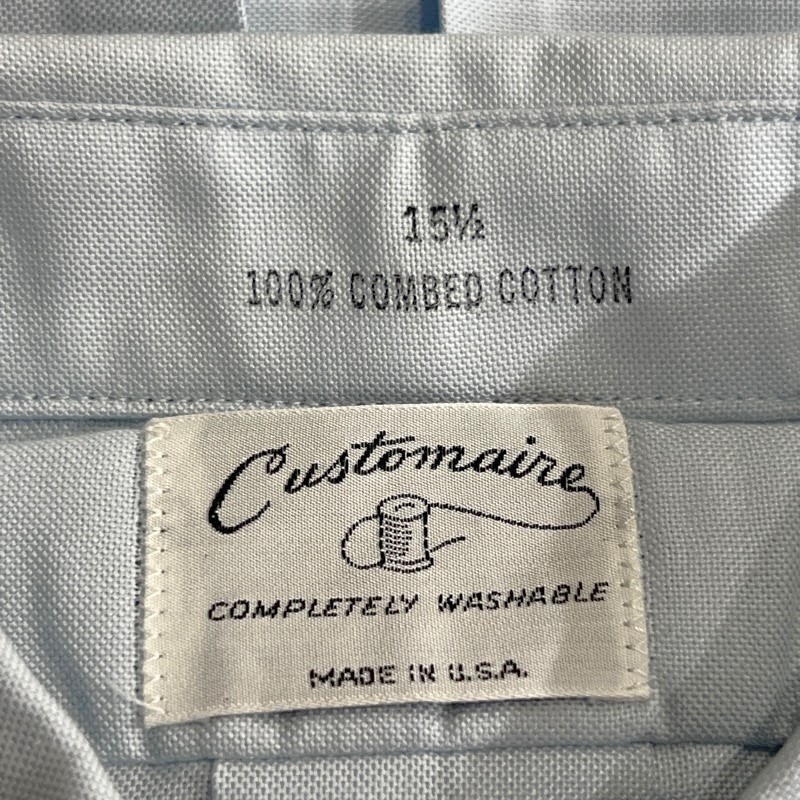 15½
100% COMBED COTTON
Customaire
COMPLETELY WASHABLE
MADE IN U.S.A.